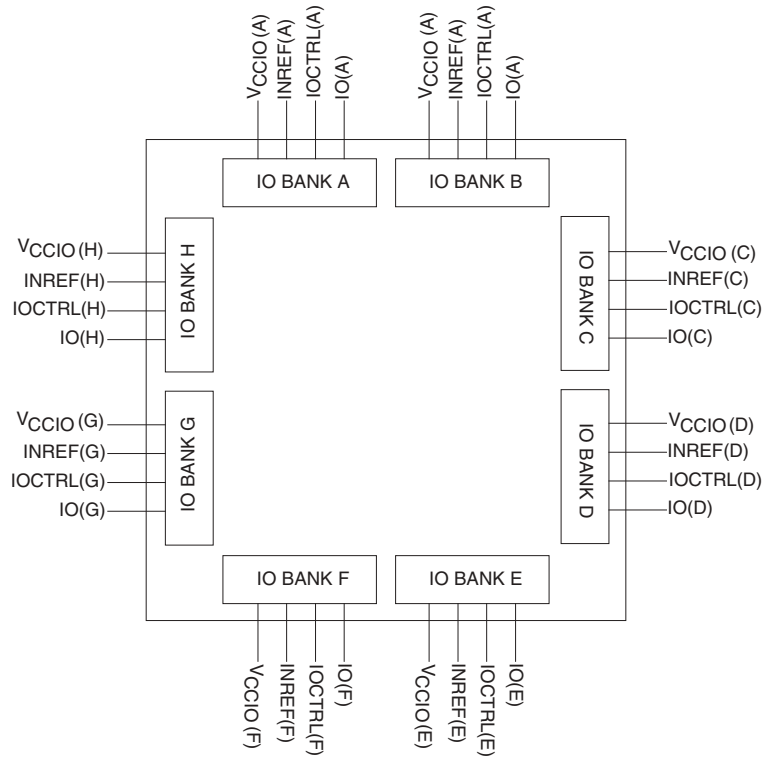 VCCIO (A)
INREF(A)
IOCTRL(A)
IO(A)
VCCIO (A)
INREF(A)
IOCTRL(A)
IO(A)
IO BANK A
IO BANK B
VCCIO (H)
INREF(H)
IOCTRL(H)
IO(H)
IO BANK H
IO BANK C
VCCIO (C)
INREF(C)
IOCTRL(C)
IO(C)
VCCIO (G)
INREF(G)
IOCTRL(G)
IO(G)
IO BANK G
IO BANK D
VCCIO (D)
INREF(D)
IOCTRL(D)
IO(D)
IO BANK F
IO BANK E
VCCIO (F)
INREF(F)
IOCTRL(F)
IO(F)
VCCIO(E)
INREF(E)
IOCTRL(E)
IO(E)